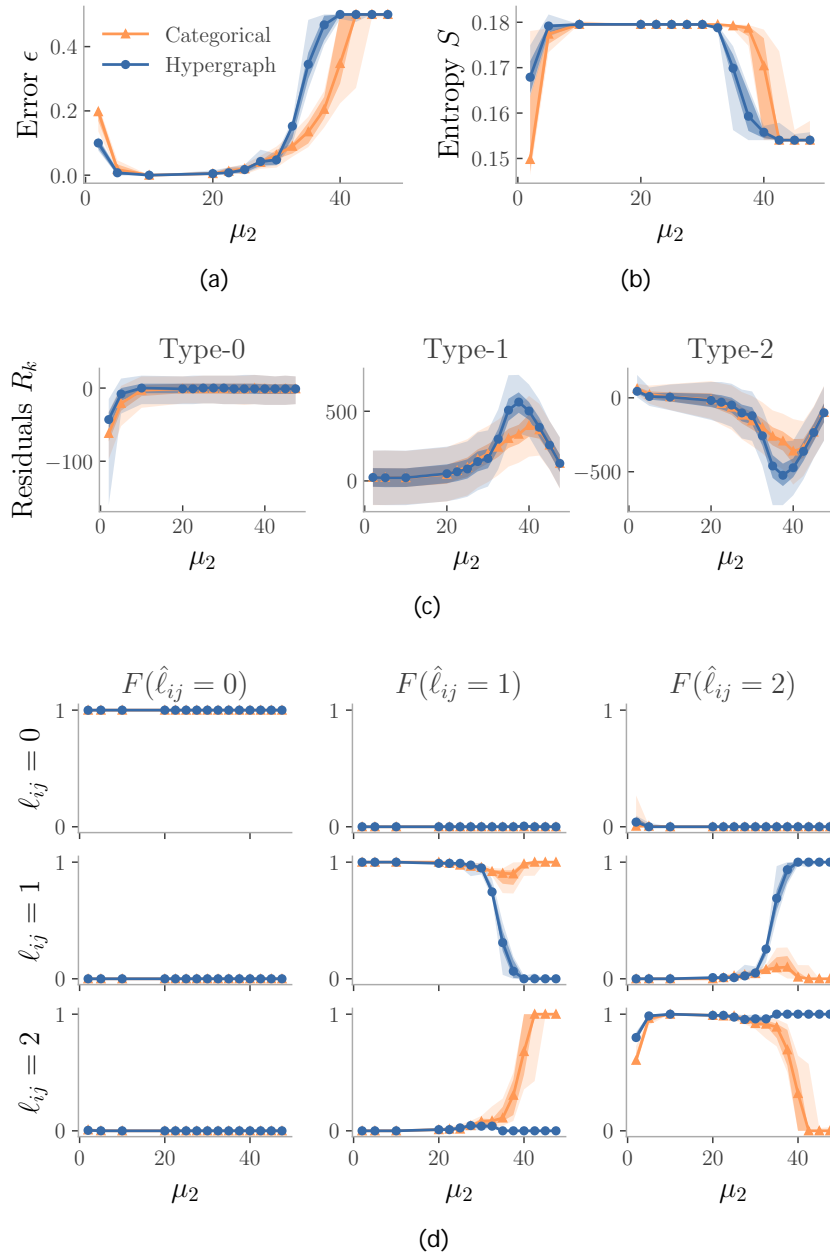 Error ϵ
0.4
0.2
0.0
Categorical
Hypergraph
0
20
40
μ₂
(a)
Entropy S
0.18
0.17
0.16
0.15
0
20
40
μ₂
(b)
Residuals Rₖ
Type-0
0
−100
0
20
40
μ₂
Type-1
500
0
0
20
40
μ₂
Type-2
0
−500
0
20
40
μ₂
(c)
F(ℓ̂ᵢⱼ = 0)
F(ℓ̂ᵢⱼ = 1)
F(ℓ̂ᵢⱼ = 2)
ℓᵢⱼ = 0
1
0
1
0
1
0
ℓᵢⱼ = 1
1
0
1
0
1
0
ℓᵢⱼ = 2
1
0
1
0
1
0
0
20
40
0
20
40
0
20
40
μ₂
μ₂
μ₂
(d)